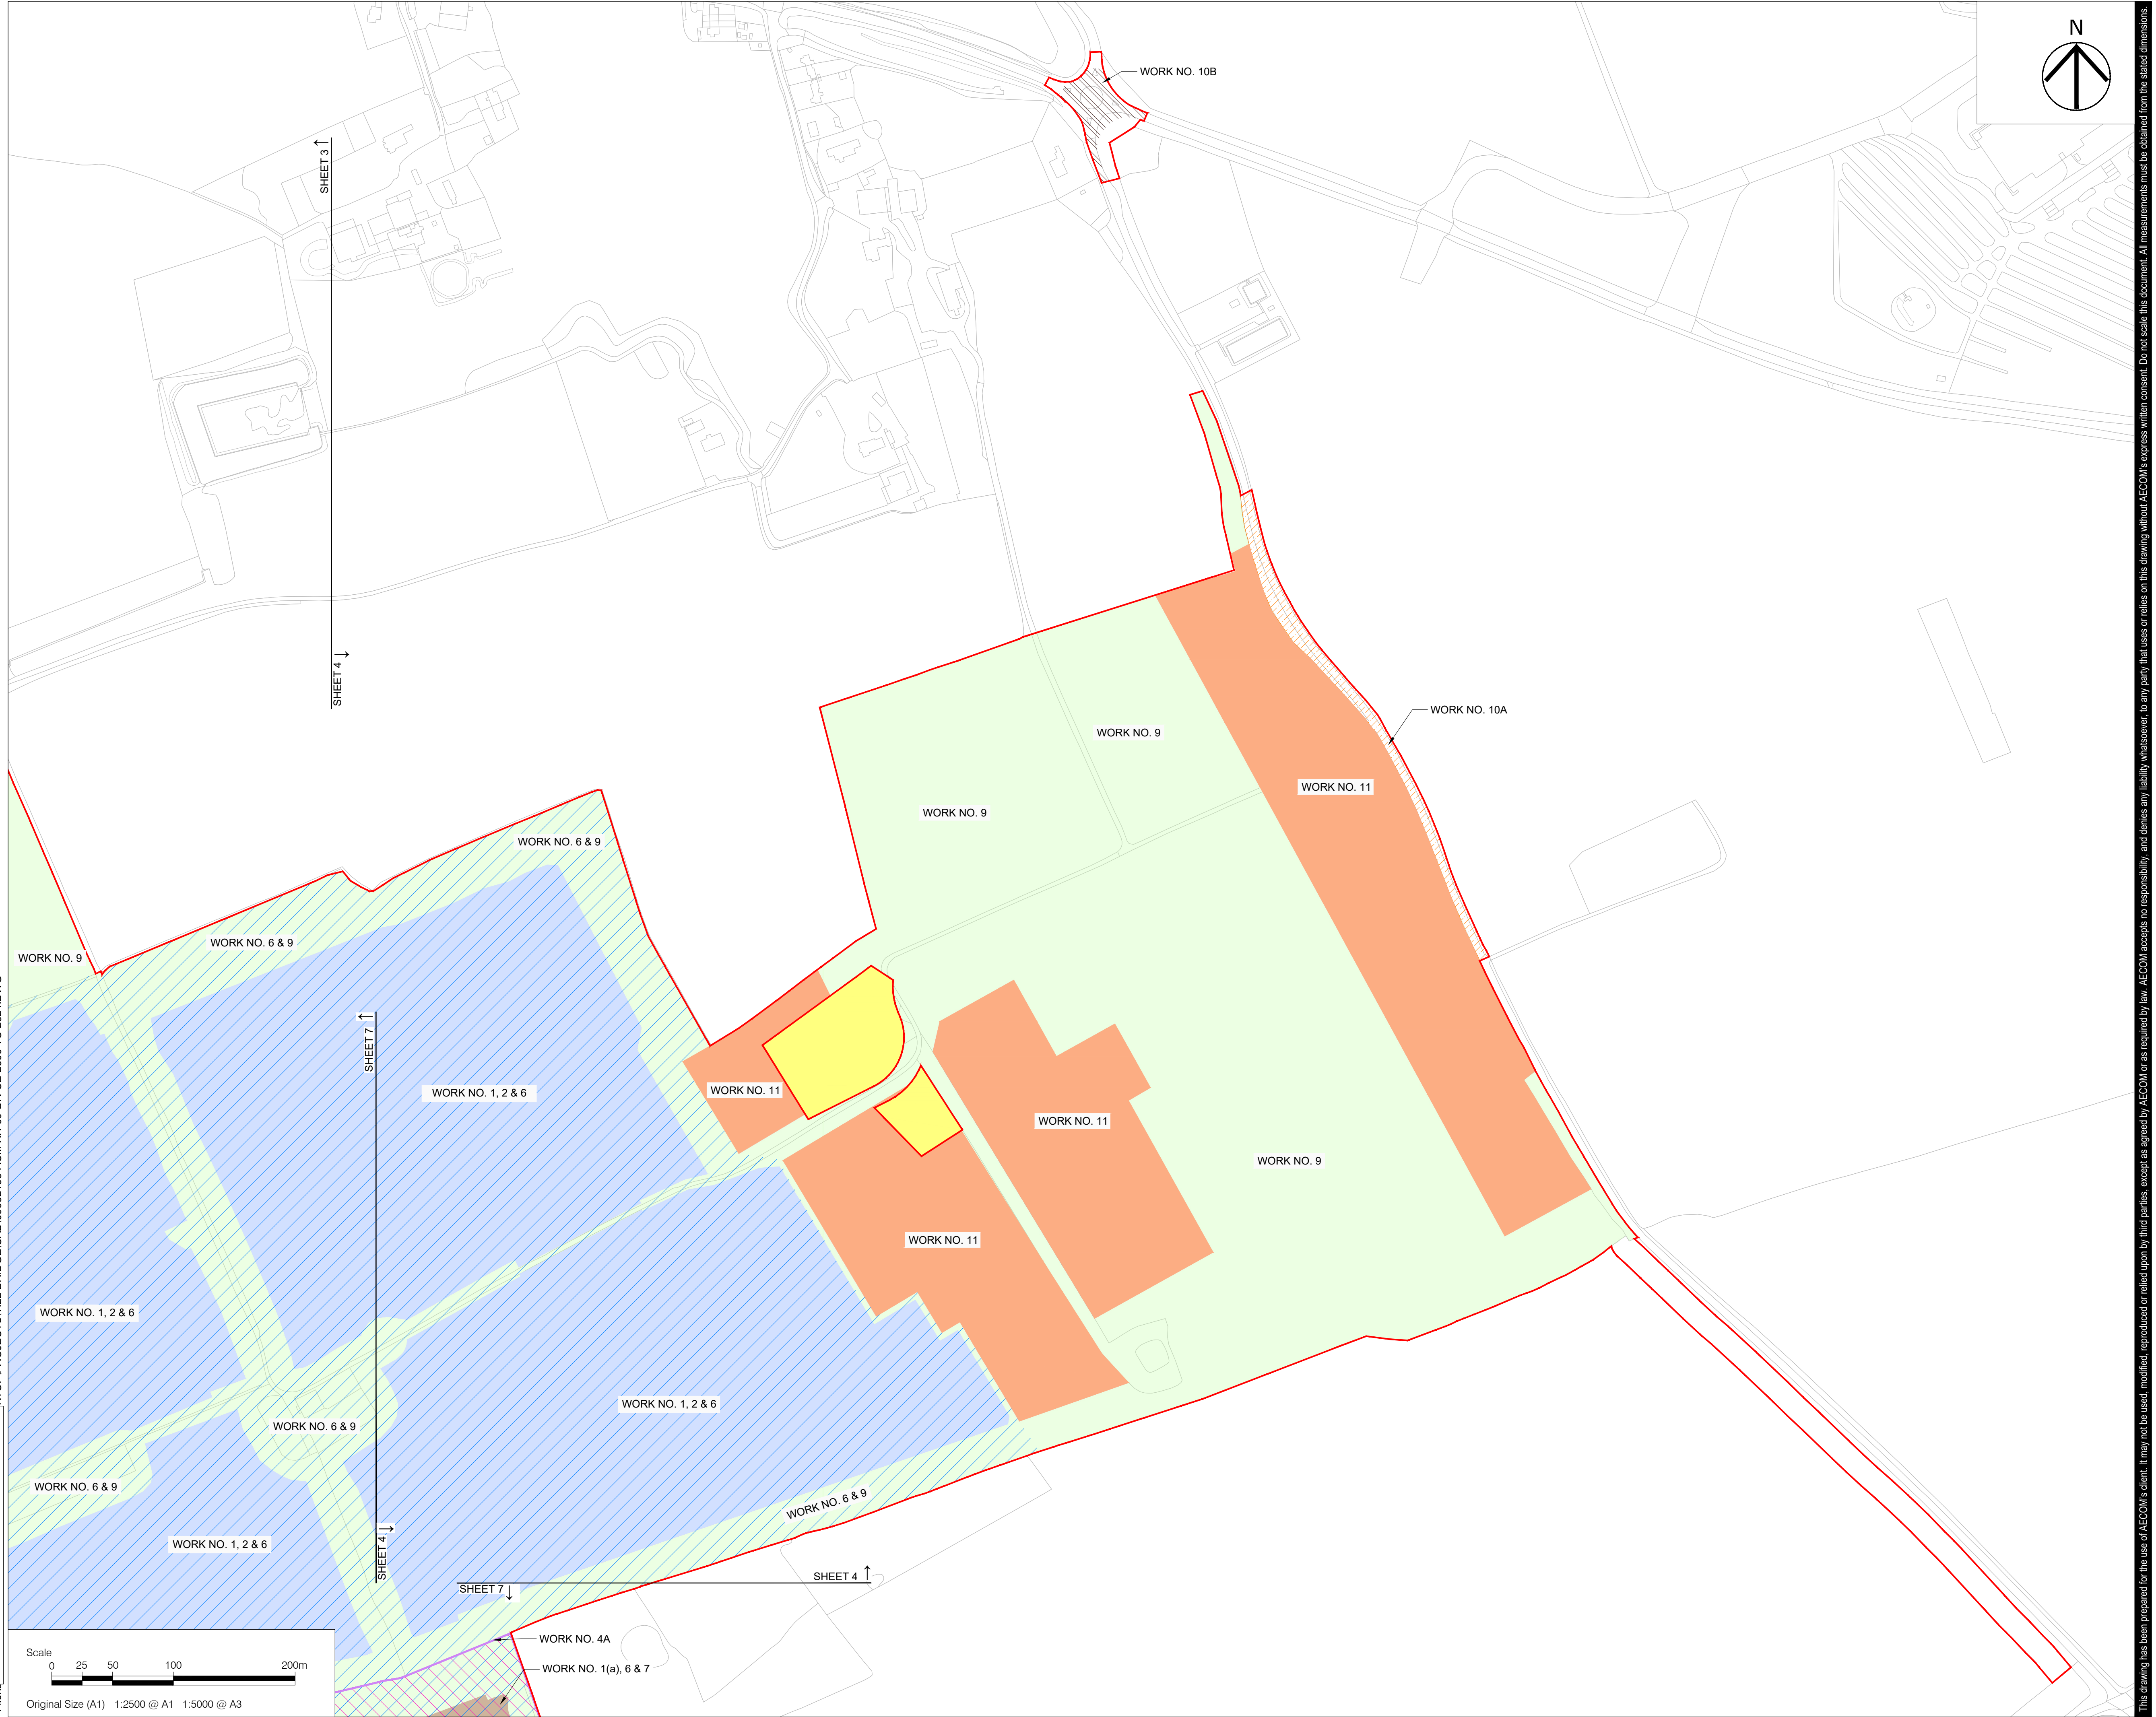 N
WORK NO. 10B
SHEET 3
SHEET 4
WORK NO. 10A
WORK NO. 9
WORK NO. 11
WORK NO. 9
WORK NO. 6 & 9
WORK NO. 6 & 9
WORK NO. 9
SHEET 7
WORK NO. 11
WORK NO. 1, 2 & 6
WORK NO. 11
WORK NO. 9
WORK NO. 11
WORK NO. 1, 2 & 6
WORK NO. 1, 2 & 6
WORK NO. 6 & 9
WORK NO. 6 & 9
WORK NO. 6 & 9
WORK NO. 1, 2 & 6
SHEET 4
SHEET 4
SHEET 7
WORK NO. 4A
WORK NO. 1(a), 6 & 7
Scale
0 25 50 100 200m
Original Size (A1) 1:2500 @ A1 1:5000 @ A3
This drawing has been prepared for the use of AECOM's client. It may not be used, modified, reproduced or relied upon by third parties, except as agreed by AECOM or as required by law. AECOM accepts no responsibility, and denies any liability whatsoever, to any party that uses or relies on this drawing without AECOM's express written consent. Do not scale this document. All measurements must be obtained from the stated dimensions.